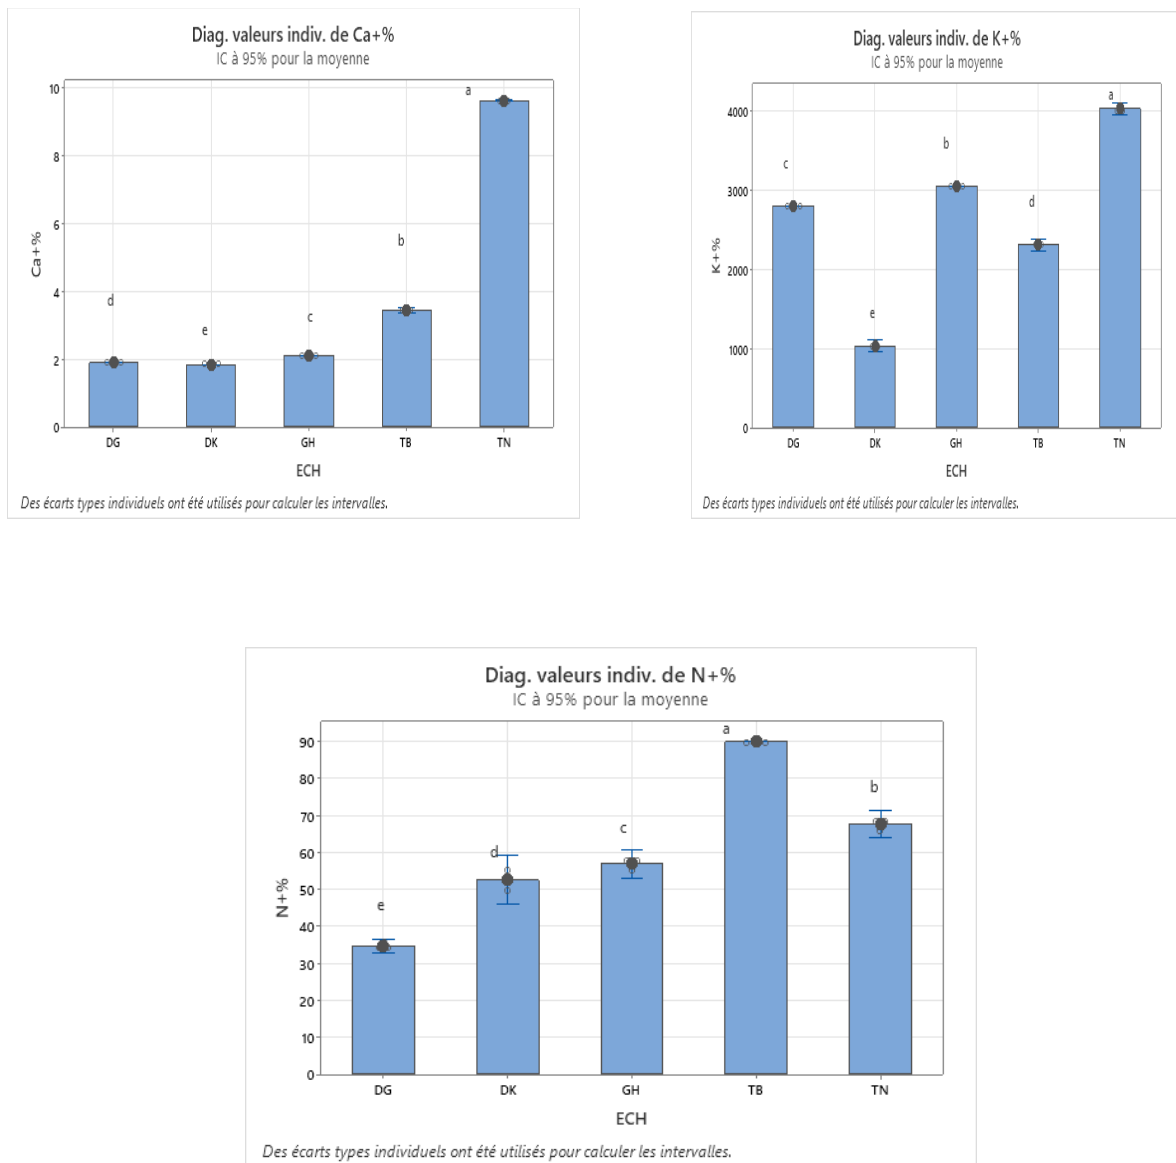 Diag. valeurs indiv. de Ca+%
IC à 95% pour la moyenne
10
8
6
4
2
0
Ca+%
d
e
c
b
a
DG DK GH TB TN
ECH
Des écarts types individuels ont été utilisés pour calculer les intervalles.
Diag. valeurs indiv. de K+%
IC à 95% pour la moyenne
4000
3000
2000
1000
0
K+%
c
e
b
d
a
DG DK GH TB TN
ECH
Des écarts types individuels ont été utilisés pour calculer les intervalles.
Diag. valeurs indiv. de N+%
IC à 95% pour la moyenne
90
80
70
60
50
40
30
20
10
0
N+%
e
d
c
a
b
DG DK GH TB TN
ECH
Des écarts types individuels ont été utilisés pour calculer les intervalles.